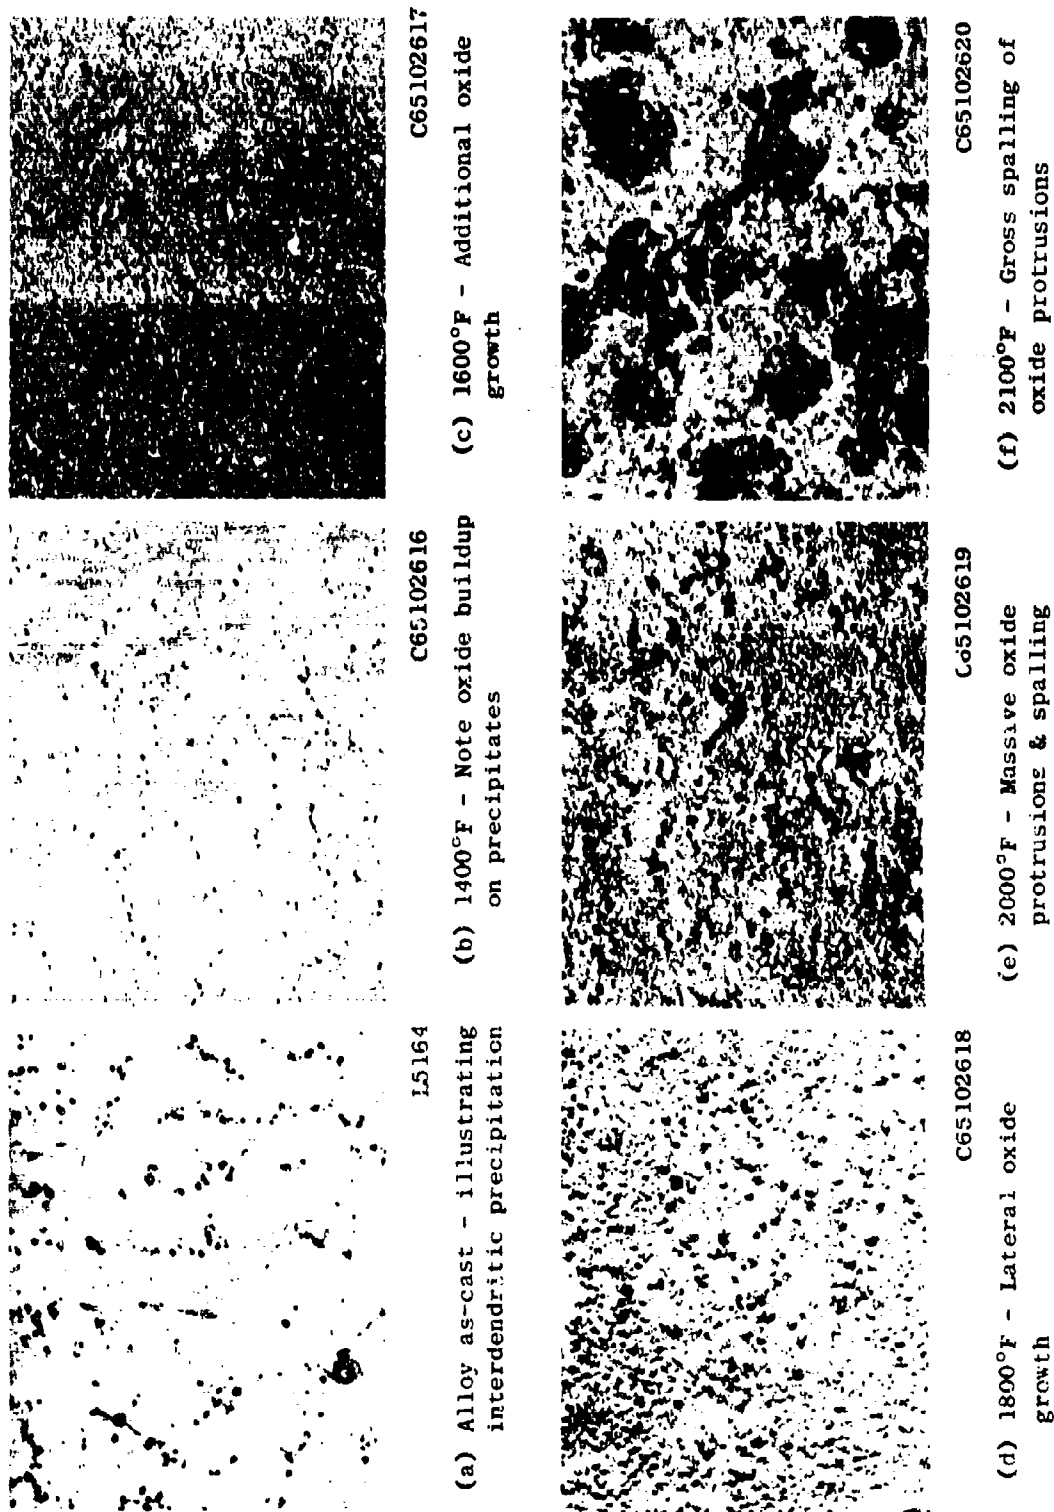 L5164
(a) Alloy as-cast - illustrating
interdendritic precipitation
C65102616
(b) 1400°F - Note oxide buildup
on precipitates
C65102617
(c) 1600°F - Additional oxide
growth
C65102618
(d) 1800°F - Lateral oxide
growth
C65102619
(e) 2000°F - Massive oxide
protrusions & spalling
C65102620
(f) 2100°F - Gross spalling of
oxide protrusions